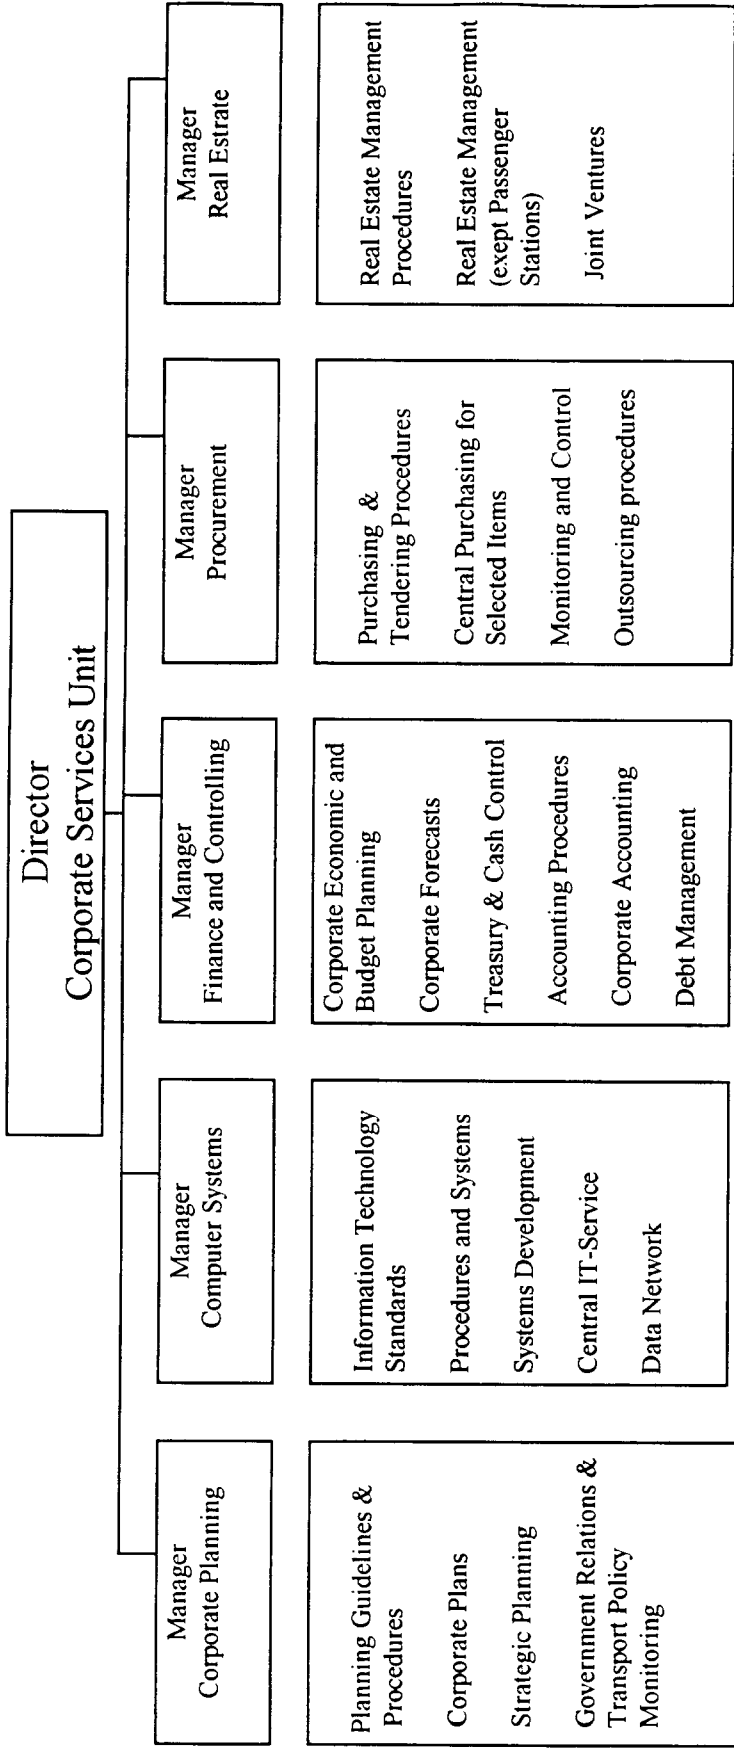 Director
Corporate Services Unit
Manager
Corporate Planning
Planning Guidelines &
Procedures
Corporate Plans
Strategic Planning
Government Relations &
Transport Policy
Monitoring
Manager
Computer Systems
Information Technology
Standards
Procedures and Systems
Systems Development
Central IT-Service
Data Network
Manager
Finance and Controlling
Corporate Economic and
Budget Planning
Corporate Forecasts
Treasury & Cash Control
Accounting Procedures
Corporate Accounting
Debt Management
Manager
Procurement
Purchasing &
Tendering Procedures
Central Purchasing for
Selected Items
Monitoring and Control
Outsourcing procedures
Manager
Real Estrate
Real Estate Management
Procedures
Real Estate Management
(exept Passenger
Stations)
Joint Ventures